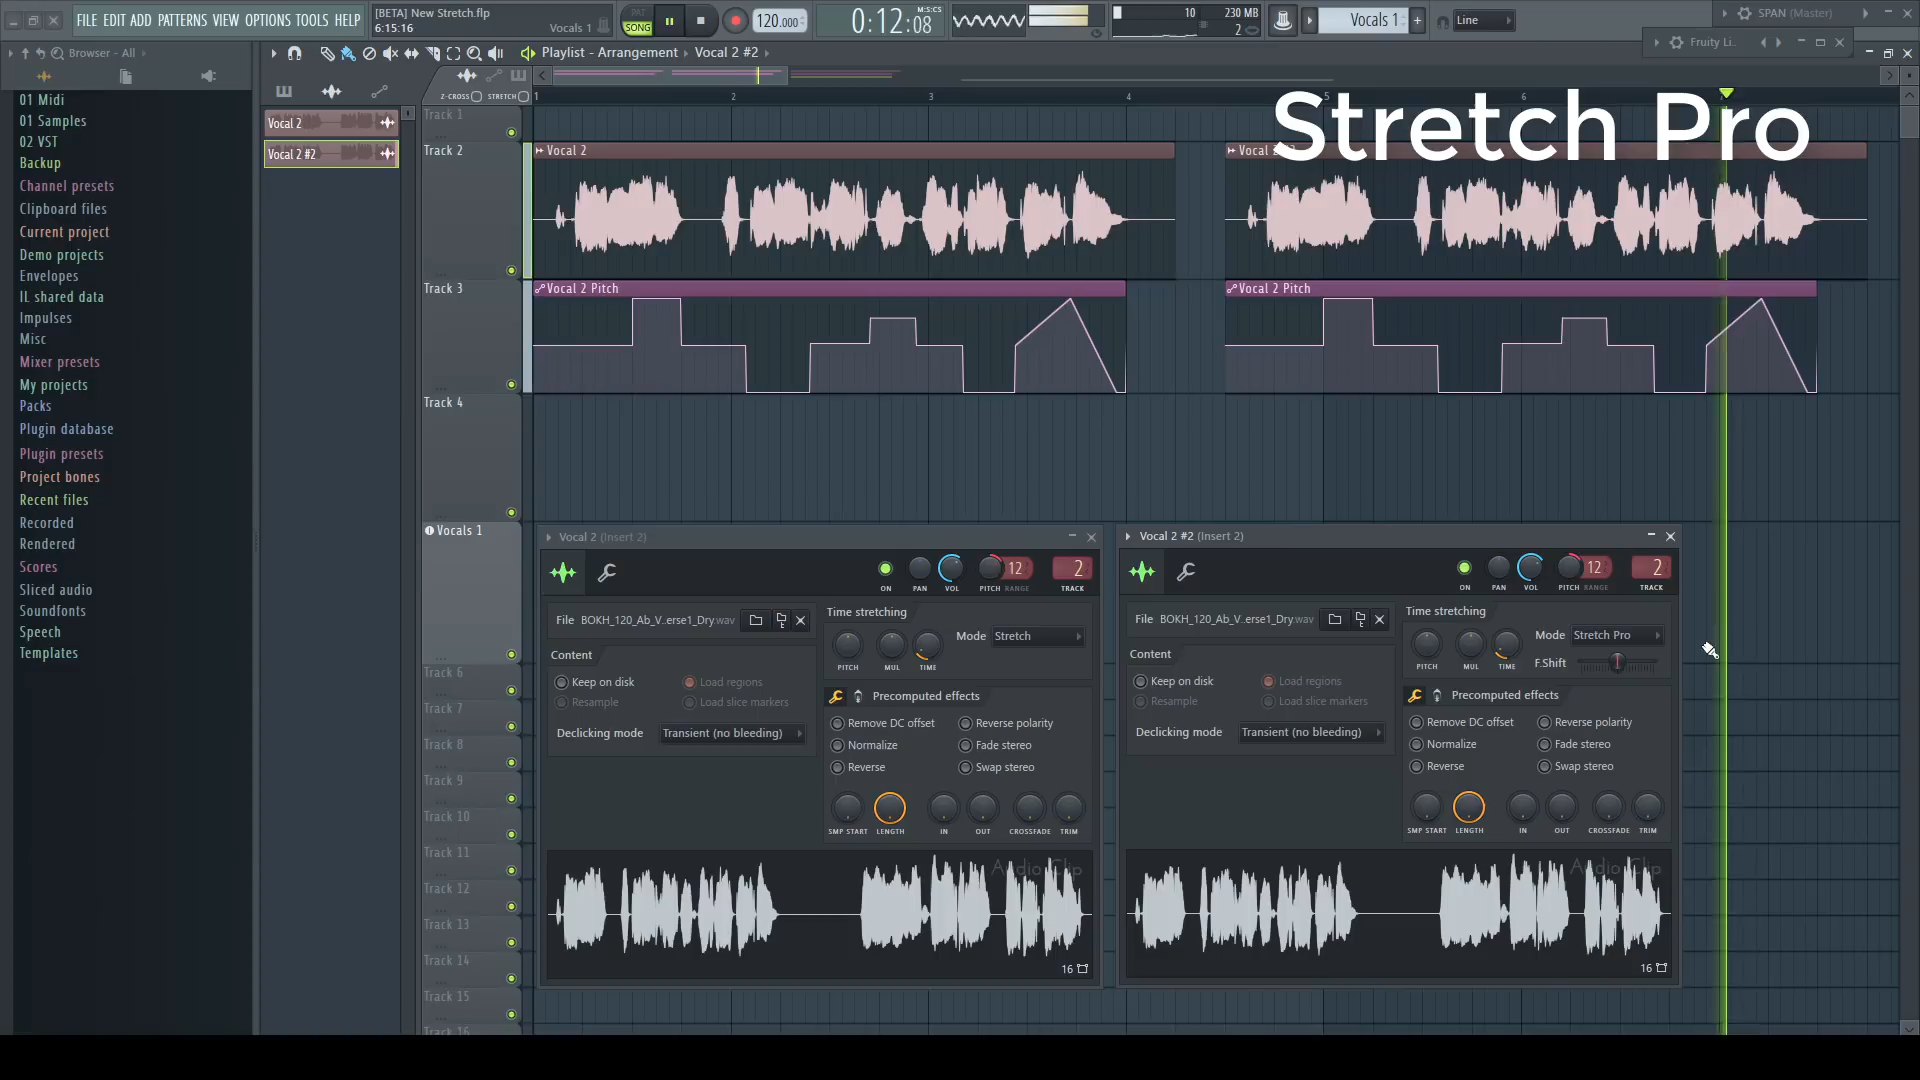 FILE EDIT ADD PATTERNS VIEW OPTIONS TOOLS HELP
[BETA] New Stretch.flp
6:15:16
Vocals 1
PAT
SONG
120.000
0:12:08
M:S:CS
10
230 MB
2
Vocals 1
Line
SPAN (Master)
Fruity Li..
Browser - All
Playlist - Arrangement
Vocal 2 #2
Z-CROSS
STRETCH
1
2
3
4
5
6
Stretch Pro
01 Midi
01 Samples
02 VST
Backup
Channel presets
Clipboard files
Current project
Demo projects
Envelopes
IL shared data
Impulses
Misc
Mixer presets
My projects
Packs
Plugin database
Plugin presets
Project bones
Recent files
Recorded
Rendered
Scores
Sliced audio
Soundfonts
Speech
Templates
Vocal 2
Vocal 2 #2
Track 1
Track 2
Track 3
Track 4
Vocals 1
Track 6
Track 7
Track 8
Track 9
Track 10
Track 11
Track 12
Track 13
Track 14
Track 15
Track 16
Vocal 2
Vocal 2 Pitch
Vocal 2 Pitch
Vocal 2 (Insert 2)
12
2
ON
PAN
VOL
PITCH
RANGE
TRACK
File
BOKH_120_Ab_V..erse1_Dry.wav
Time stretching
PITCH
MUL
TIME
Mode
Stretch
Content
Keep on disk
Load regions
Resample
Load slice markers
Declicking mode
Transient (no bleeding)
Precomputed effects
Remove DC offset
Reverse polarity
Normalize
Fade stereo
Reverse
Swap stereo
SMP START
LENGTH
IN
OUT
CROSSFADE
TRIM
Audio Clip
16
Vocal 2 #2 (Insert 2)
12
2
ON
PAN
VOL
PITCH
RANGE
TRACK
File
BOKH_120_Ab_V..erse1_Dry.wav
Time stretching
PITCH
MUL
TIME
Mode
Stretch Pro
F.Shift
Content
Keep on disk
Load regions
Resample
Load slice markers
Declicking mode
Transient (no bleeding)
Precomputed effects
Remove DC offset
Reverse polarity
Normalize
Fade stereo
Reverse
Swap stereo
SMP START
LENGTH
IN
OUT
CROSSFADE
TRIM
Audio Clip
16